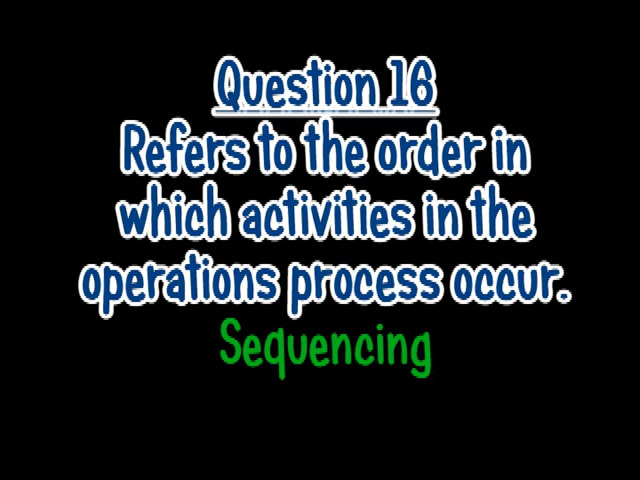 Question 16
Refers to the order in
which activities in the
operations process occur.
Sequencing